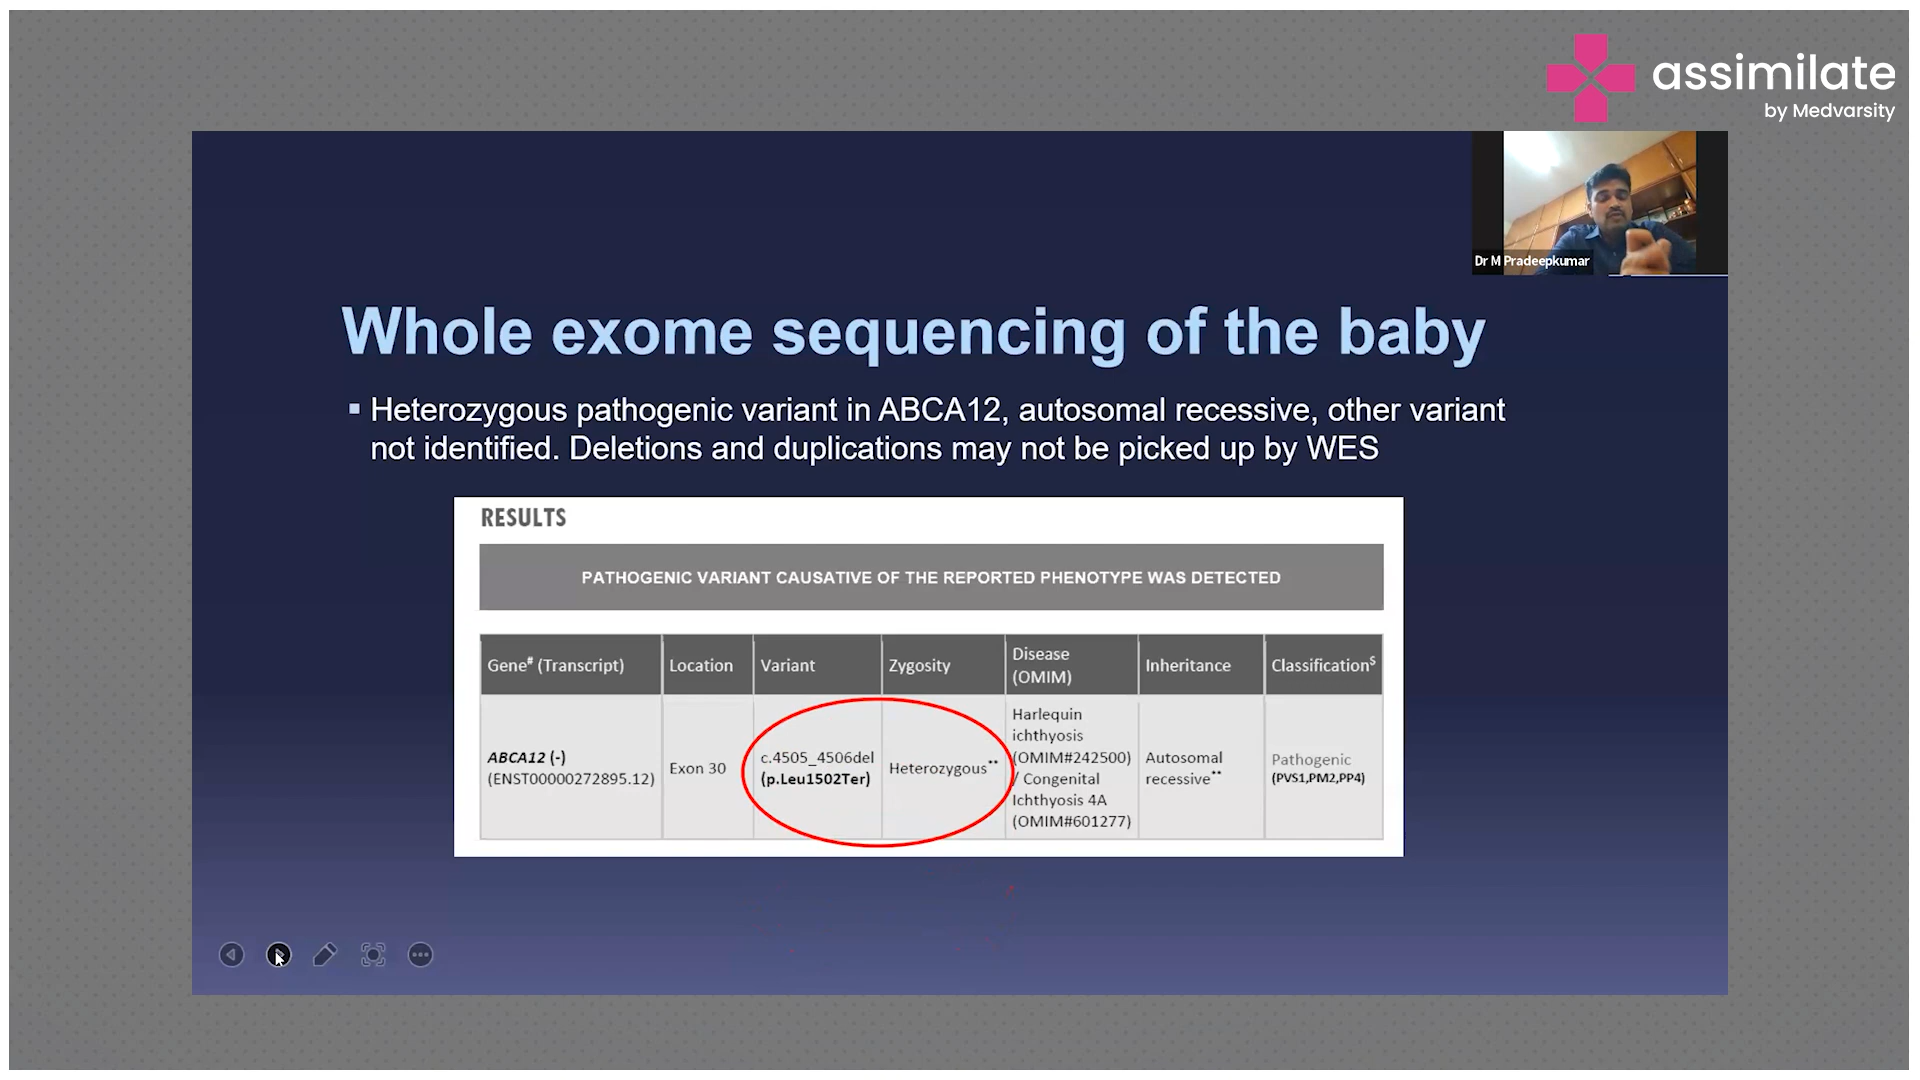 assimilate
by Medvarsity
Dr M Pradeepkumar
Whole exome sequencing of the baby
▪ Heterozygous pathogenic variant in ABCA12, autosomal recessive, other variant
not identified. Deletions and duplications may not be picked up by WES
RESULTS
PATHOGENIC VARIANT CAUSATIVE OF THE REPORTED PHENOTYPE WAS DETECTED
Gene# (Transcript) Location Variant Zygosity Disease (OMIM) Inheritance Classification$
ABCA12 (-)
(ENST00000272895.12)
Exon 30
c.4505_4506del
(p.Leu1502Ter)
Heterozygous**
Harlequin
ichthyosis
(OMIM#242500)
/ Congenital
Ichthyosis 4A
(OMIM#601277)
Autosomal
recessive**
Pathogenic
(PVS1,PM2,PP4)